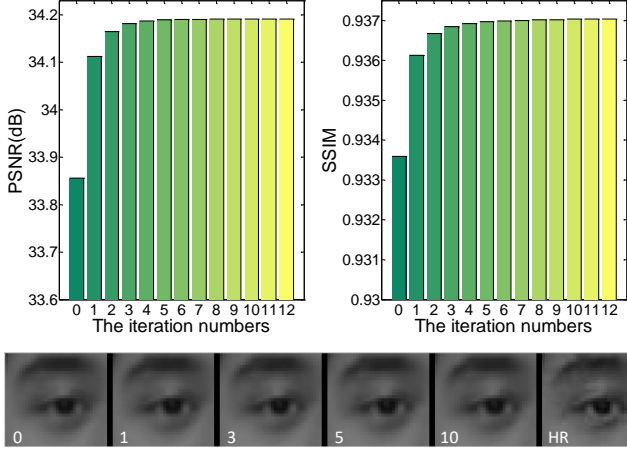 34.2
34.1
34
33.9
33.8
33.7
33.6
PSNR(dB)
0 1 2 3 4 5 6 7 8 9 10 11 12
The iteration numbers
0.937
0.936
0.935
0.934
0.933
0.932
0.931
0.93
SSIM
0 1 2 3 4 5 6 7 8 9 10 11 12
The iteration numbers
0 1 3 5 10 HR